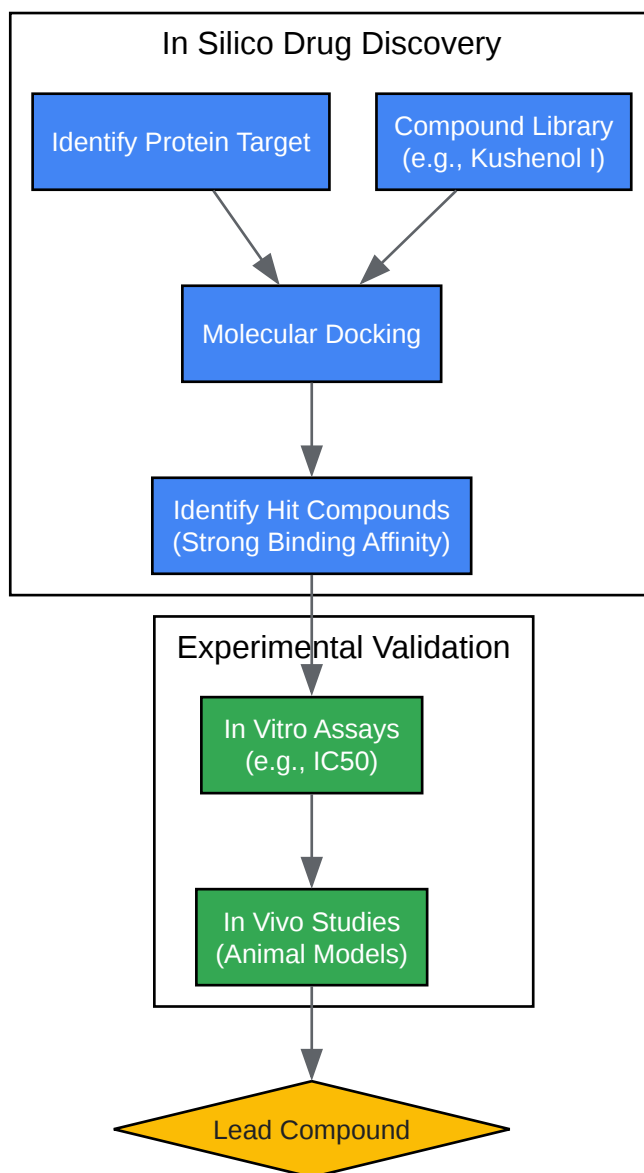 In Silico Drug Discovery
Identify Protein Target
Compound Library
(e.g., Kushenol I)
Molecular Docking
Identify Hit Compounds
(Strong Binding Affinity)
Experimental Validation
In Vitro Assays
(e.g., IC50)
In Vivo Studies
(Animal Models)
Lead Compound